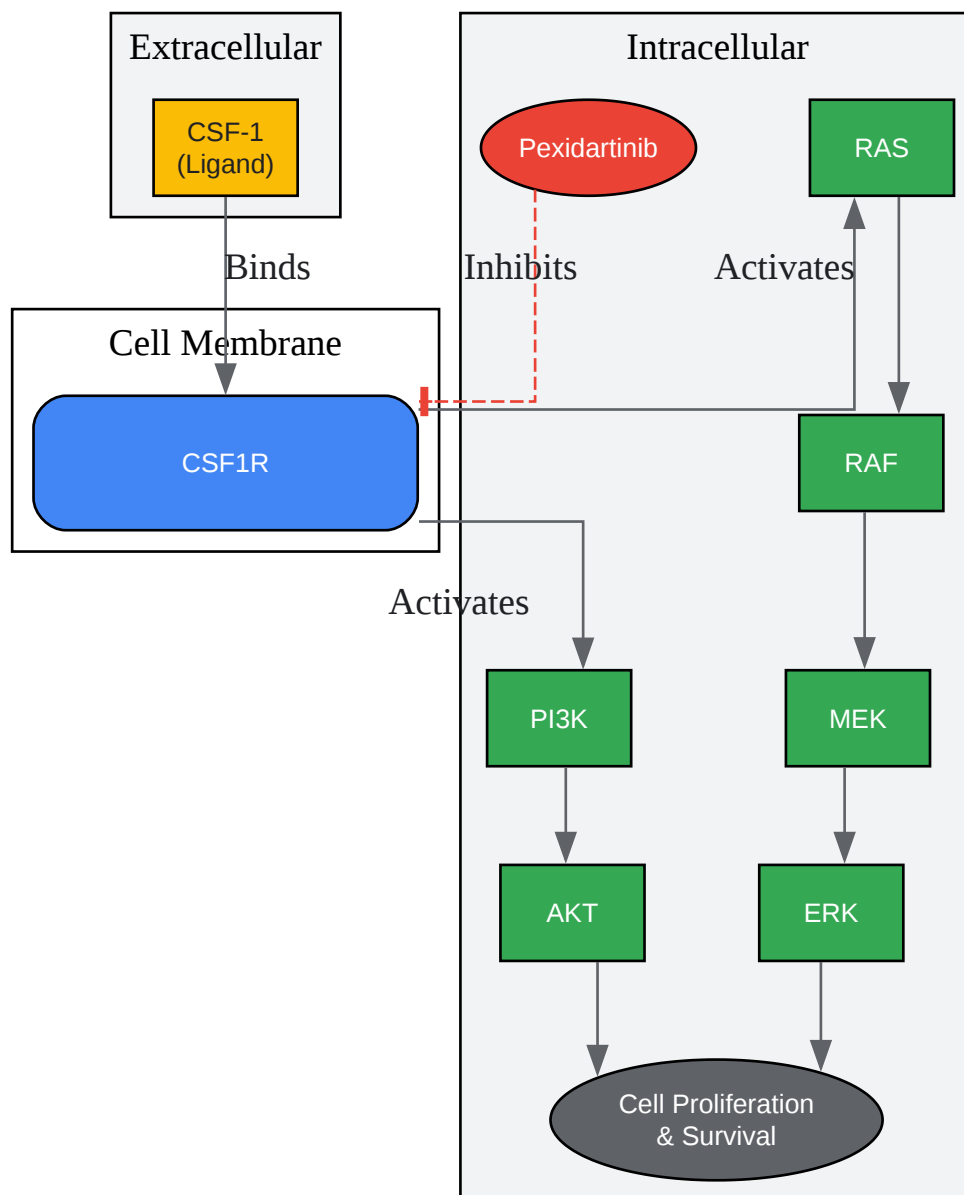 Extracellular
Intracellular
CSF-1
(Ligand)
Pexidartinib
RAS
Binds
Inhibits
Activates
Cell Membrane
CSF1R
RAF
Activates
PI3K
MEK
AKT
ERK
Cell Proliferation
& Survival